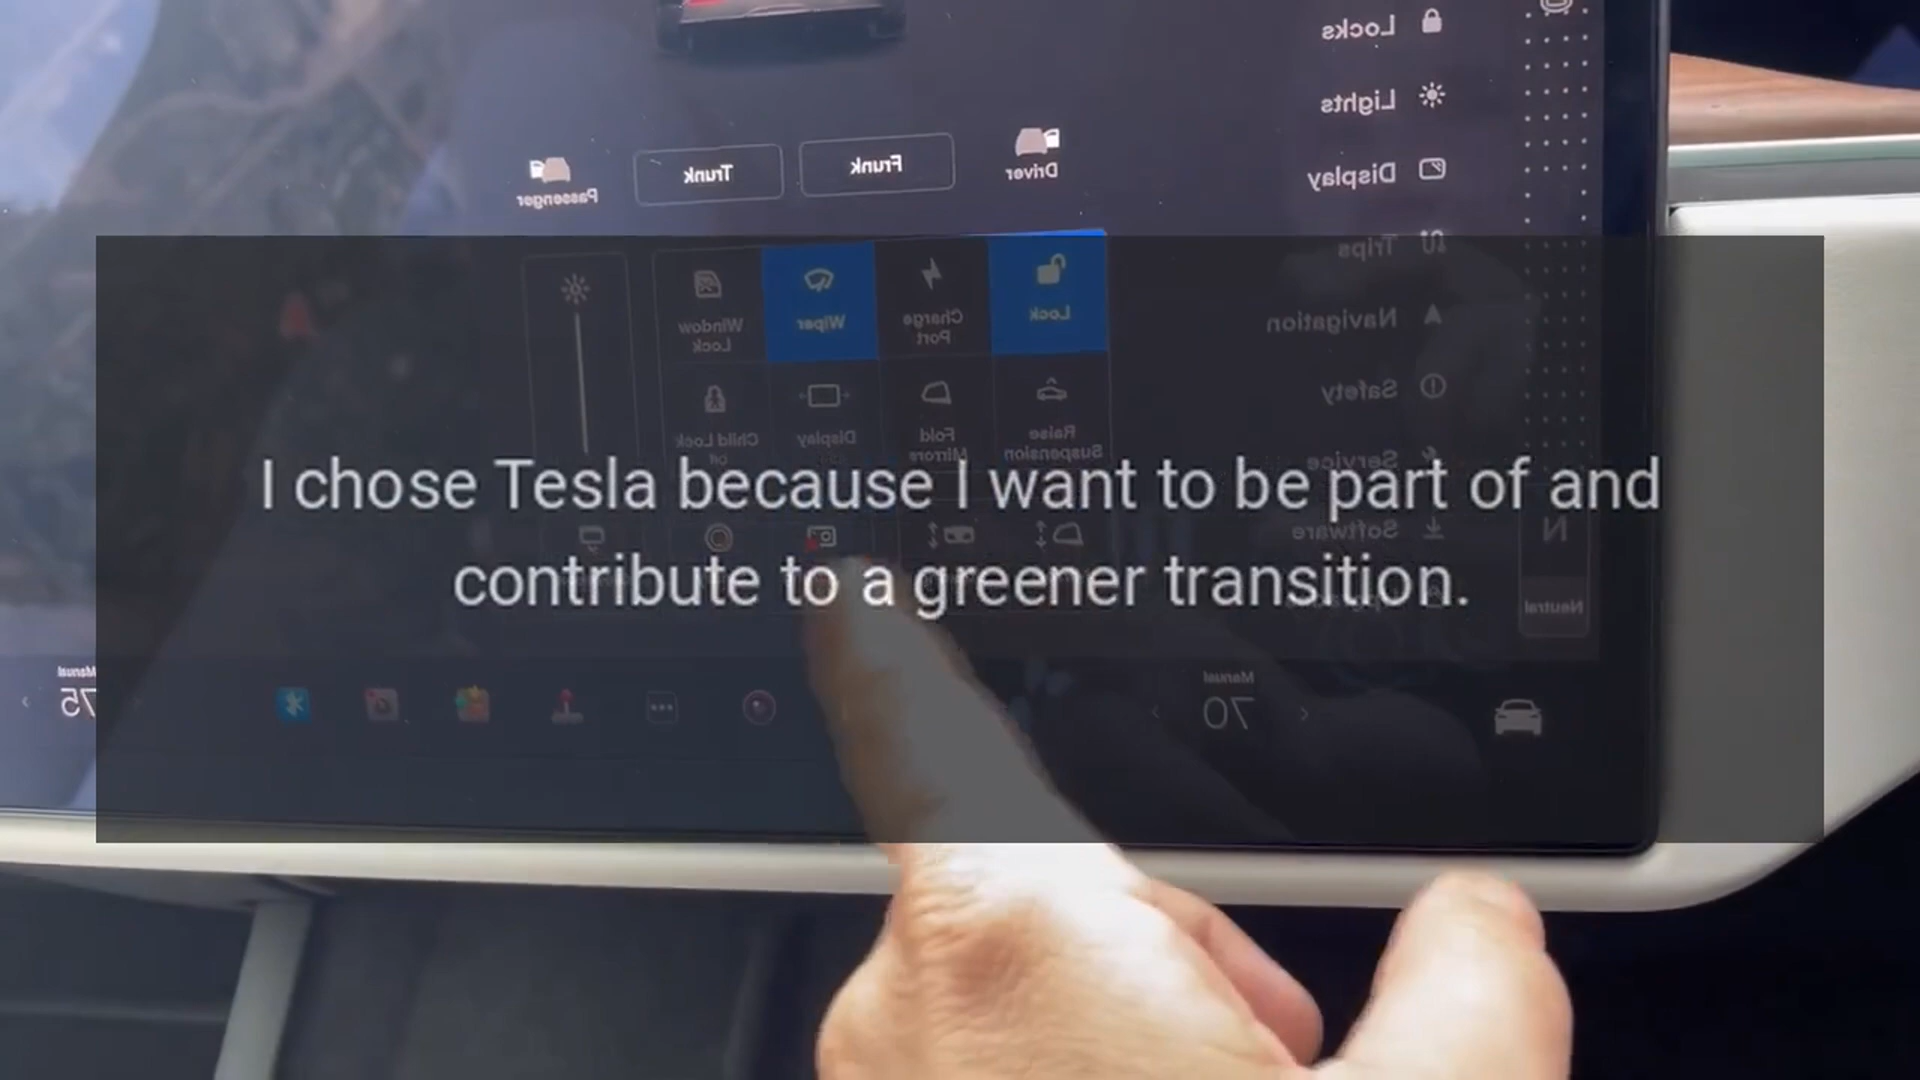 Locks
Lights
Display
Driver
Frunk
Trunk
Passenger
Trips
Navigation
Safety
Service
Software
Lock
Charge
Port
Wiper
Window
Lock
Raise
Suspension
Fold
Mirrors
Display
Child Lock
Off
I chose Tesla because I want to be part of and
contribute to a greener transition.
N
Neutral
Manual
70
Manual
75